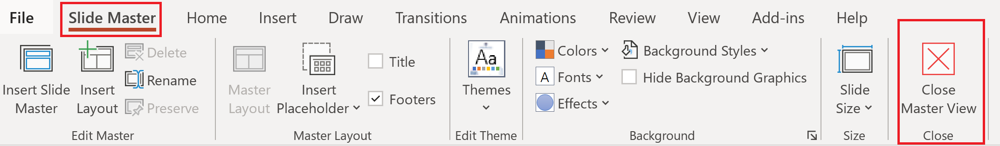 File Slide Master Home Insert Draw Transitions Animations Review View Add-ins Help
Insert Slide
Master
Insert
Layout
Delete
Rename
Preserve
Edit Master
Master
Layout
Insert
Placeholder
Title
Footers
Master Layout
Aa
Themes
Edit Theme
Colors
A Fonts
Effects
Background Styles
Hide Background Graphics
Background
Slide
Size
Size
Close
Master View
Close